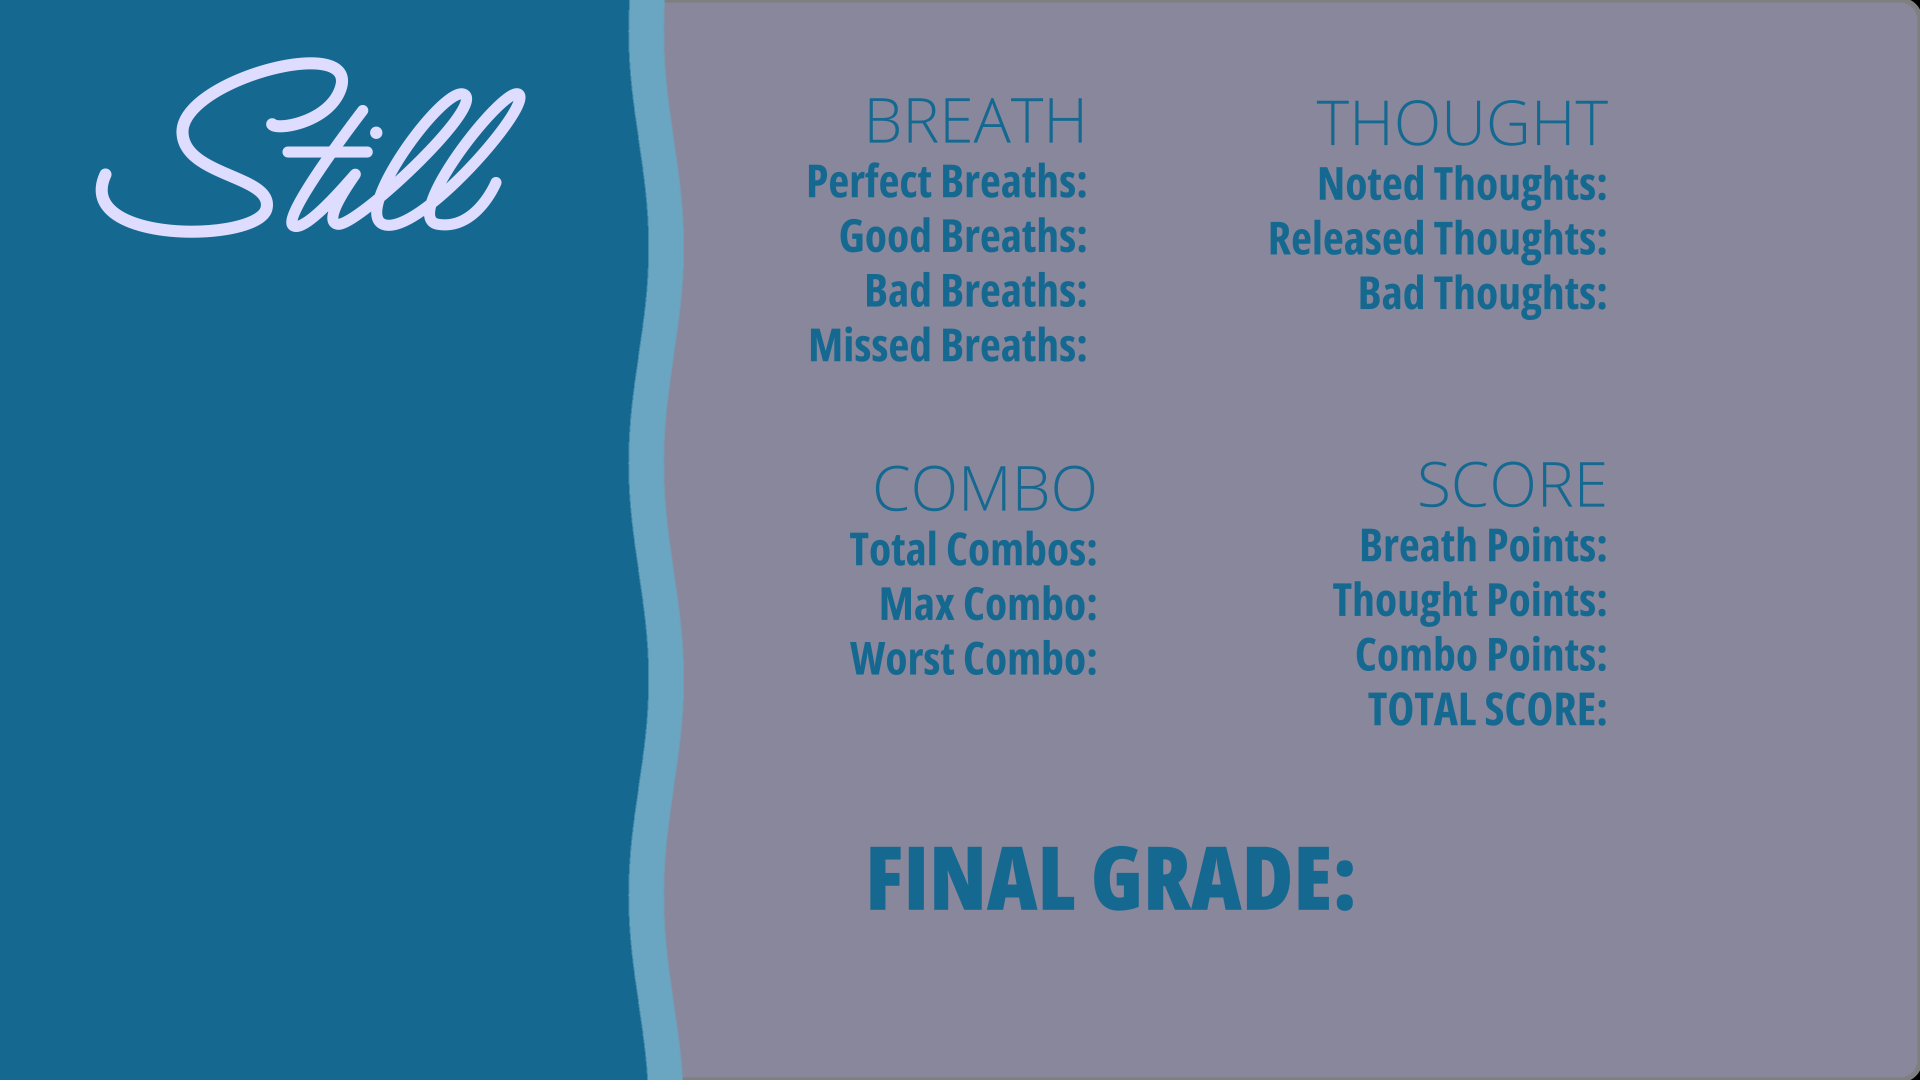 Still
BREATH
Perfect Breaths:
Good Breaths:
Bad Breaths:
Missed Breaths:
THOUGHT
Noted Thoughts:
Released Thoughts:
Bad Thoughts:
COMBO
Total Combos:
Max Combo:
Worst Combo:
SCORE
Breath Points:
Thought Points:
Combo Points:
TOTAL SCORE:
FINAL GRADE: